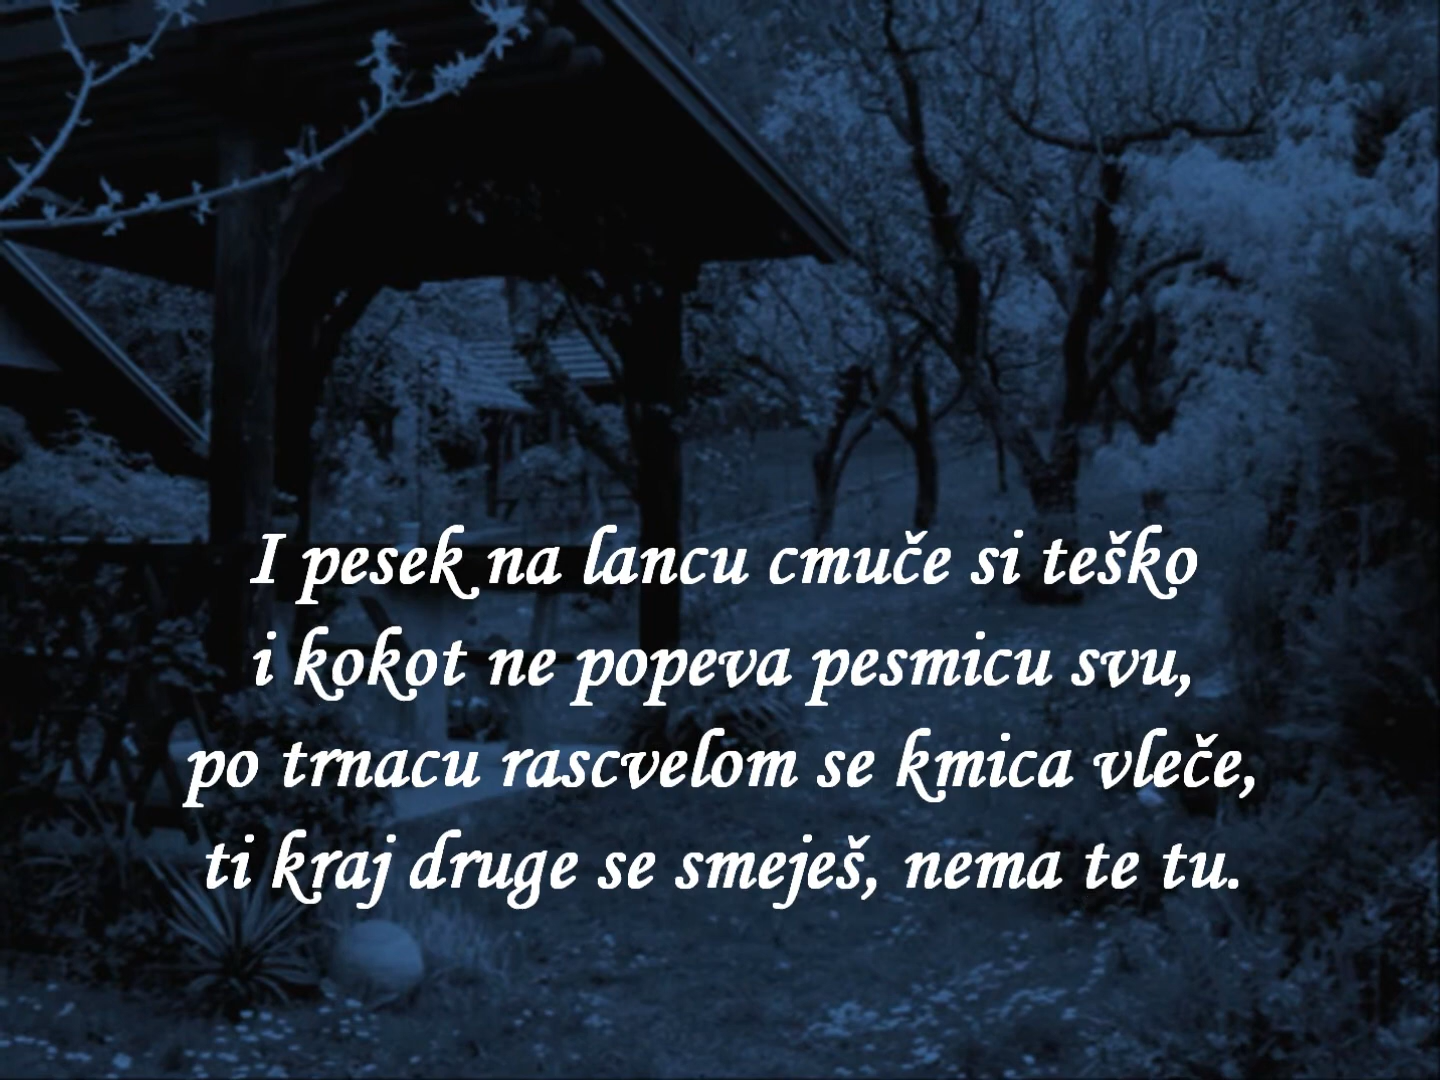 I pesek na lancu cmuče si teško
i kokot ne popeva pesmicu svu,
po trnacu rascvelom se kmica vleče,
ti kraj druge se smeješ, nema te tu.